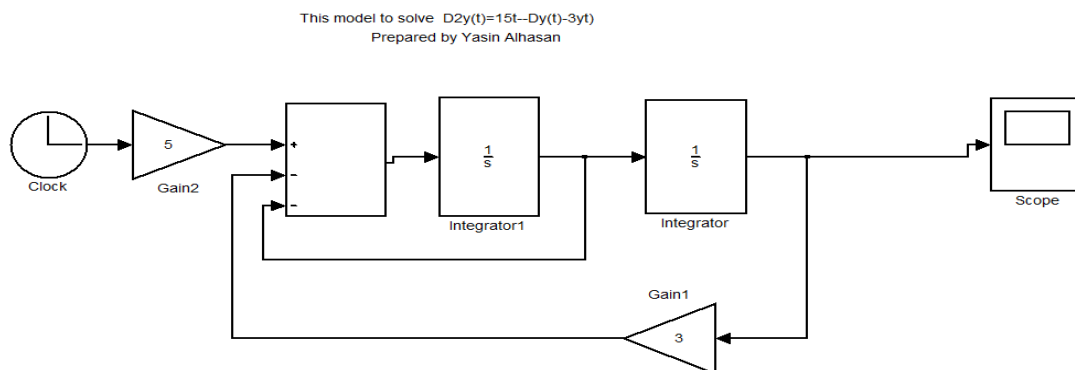 This model to solve D2y(t)=15t--Dy(t)-3yt)
Prepared by Yasin Alhasan
Clock
5
Gain2
+
-
-
1
s
Integrator1
1
s
Integrator
Scope
Gain1
3